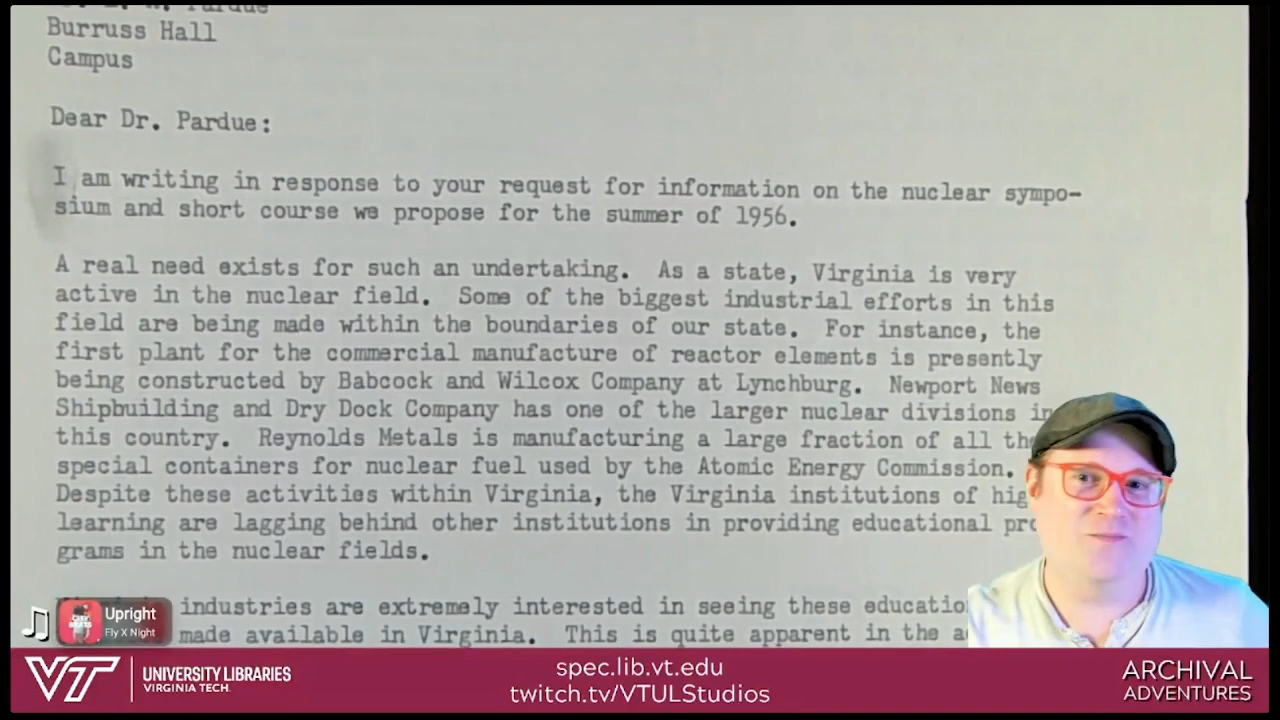 Pardue
Burruss Hall
Campus
Dear Dr. Pardue:
I am writing in response to your request for information on the nuclear sympo-
sium and short course we propose for the summer of 1956.
A real need exists for such an undertaking. As a state, Virginia is very
active in the nuclear field. Some of the biggest industrial efforts in this
field are being made within the boundaries of our state. For instance, the
first plant for the commercial manufacture of reactor elements is presently
being constructed by Babcock and Wilcox Company at Lynchburg. Newport News
Shipbuilding and Dry Dock Company has one of the larger nuclear divisions in
this country. Reynolds Metals is manufacturing a large fraction of all the
special containers for nuclear fuel used by the Atomic Energy Commission.
Despite these activities within Virginia, the Virginia institutions of hig
learning are lagging behind other institutions in providing educational pro
grams in the nuclear fields.
industries are extremely interested in seeing these educatio
made available in Virginia. This is quite apparent in the
Upright
Fly X Night
VT
UNIVERSITY LIBRARIES
VIRGINIA TECH
spec.lib.vt.edu
twitch.tv/VTULStudios
ARCHIVAL
ADVENTURES